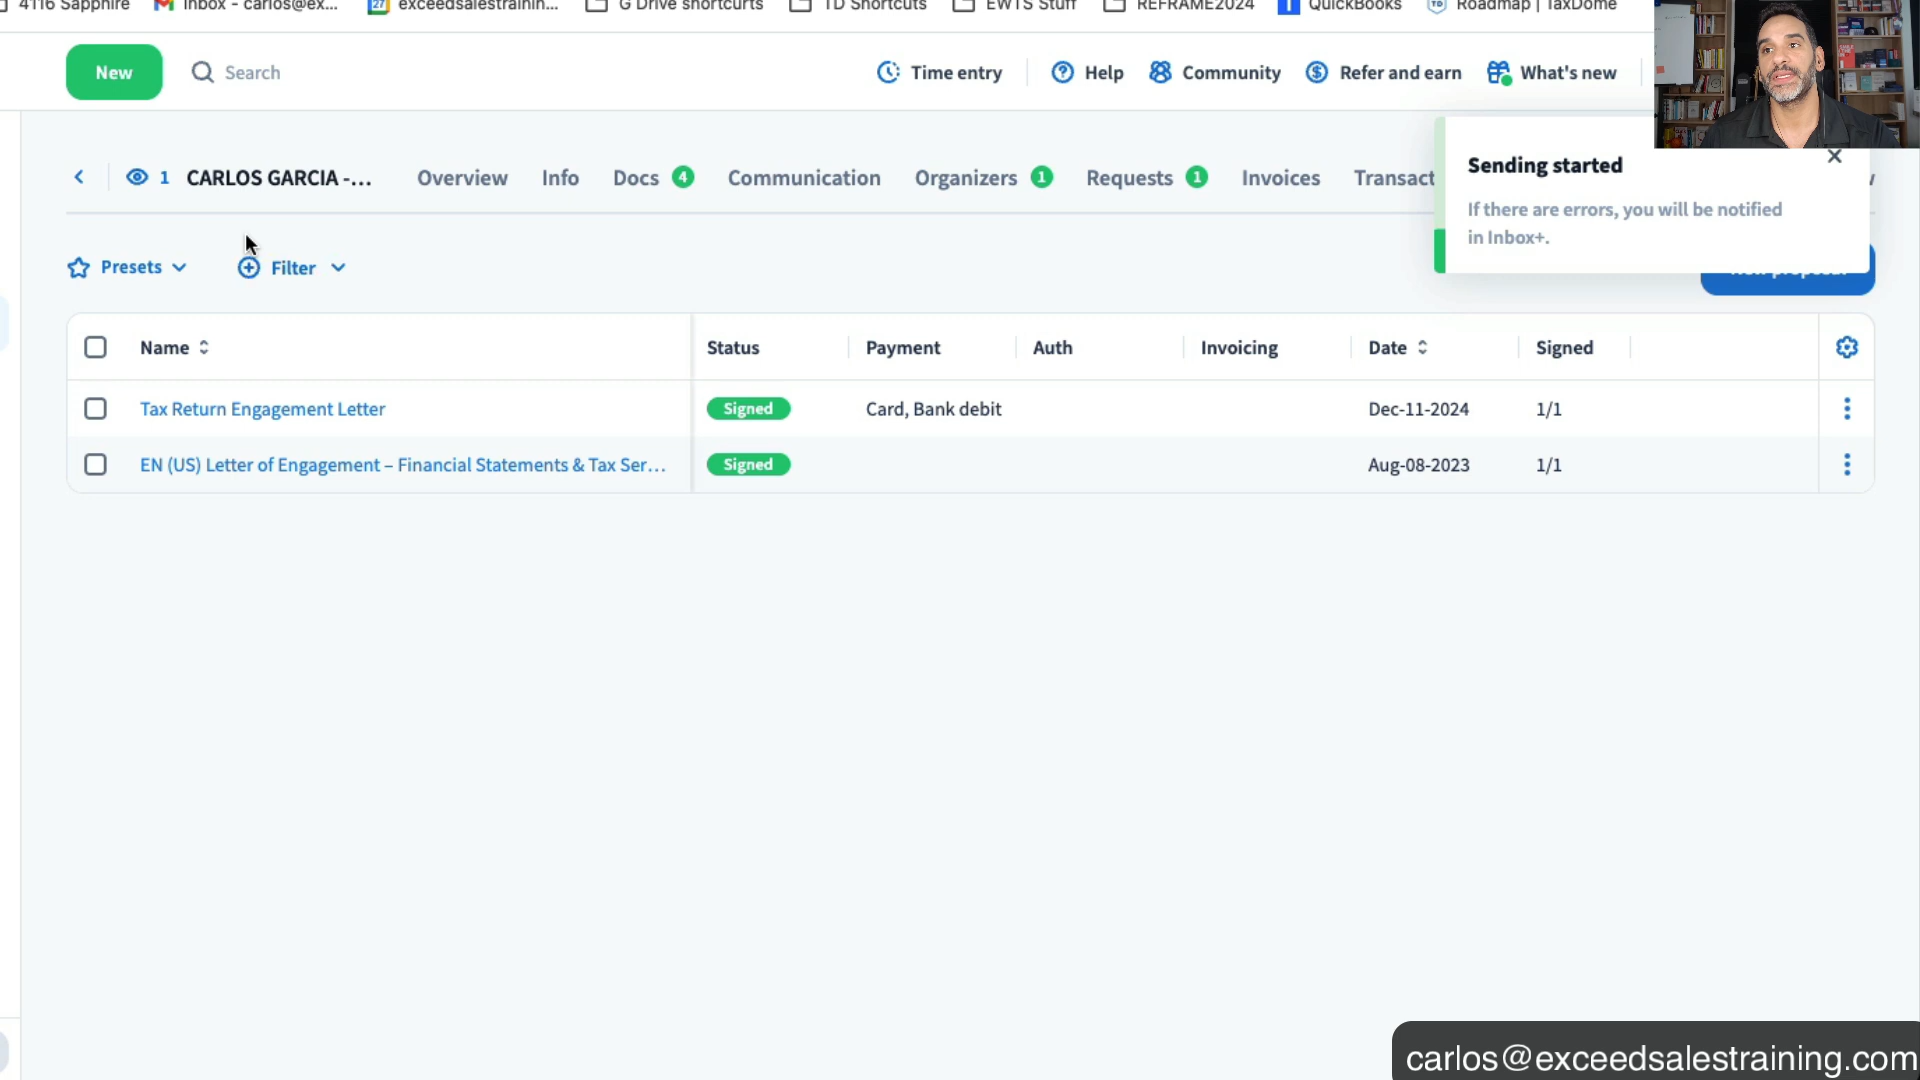 4116 Sapphire Inbox - carlos@ex... 27 exceedsalestrainin... G Drive shortcurts TD Shortcuts EWTS Stuff REFRAME2024 QuickBooks TD Roadmap | TaxDome
New Search Time entry Help Community Refer and earn What's new
1 CARLOS GARCIA -... Overview Info Docs 4 Communication Organizers 1 Requests 1 Invoices Transact
Sending started
If there are errors, you will be notified
in Inbox+.
Presets Filter
Name Status Payment Auth Invoicing Date Signed
Tax Return Engagement Letter Signed Card, Bank debit Dec-11-2024 1/1
EN (US) Letter of Engagement – Financial Statements & Tax Ser... Signed Aug-08-2023 1/1
carlos@exceedsalestraining.com